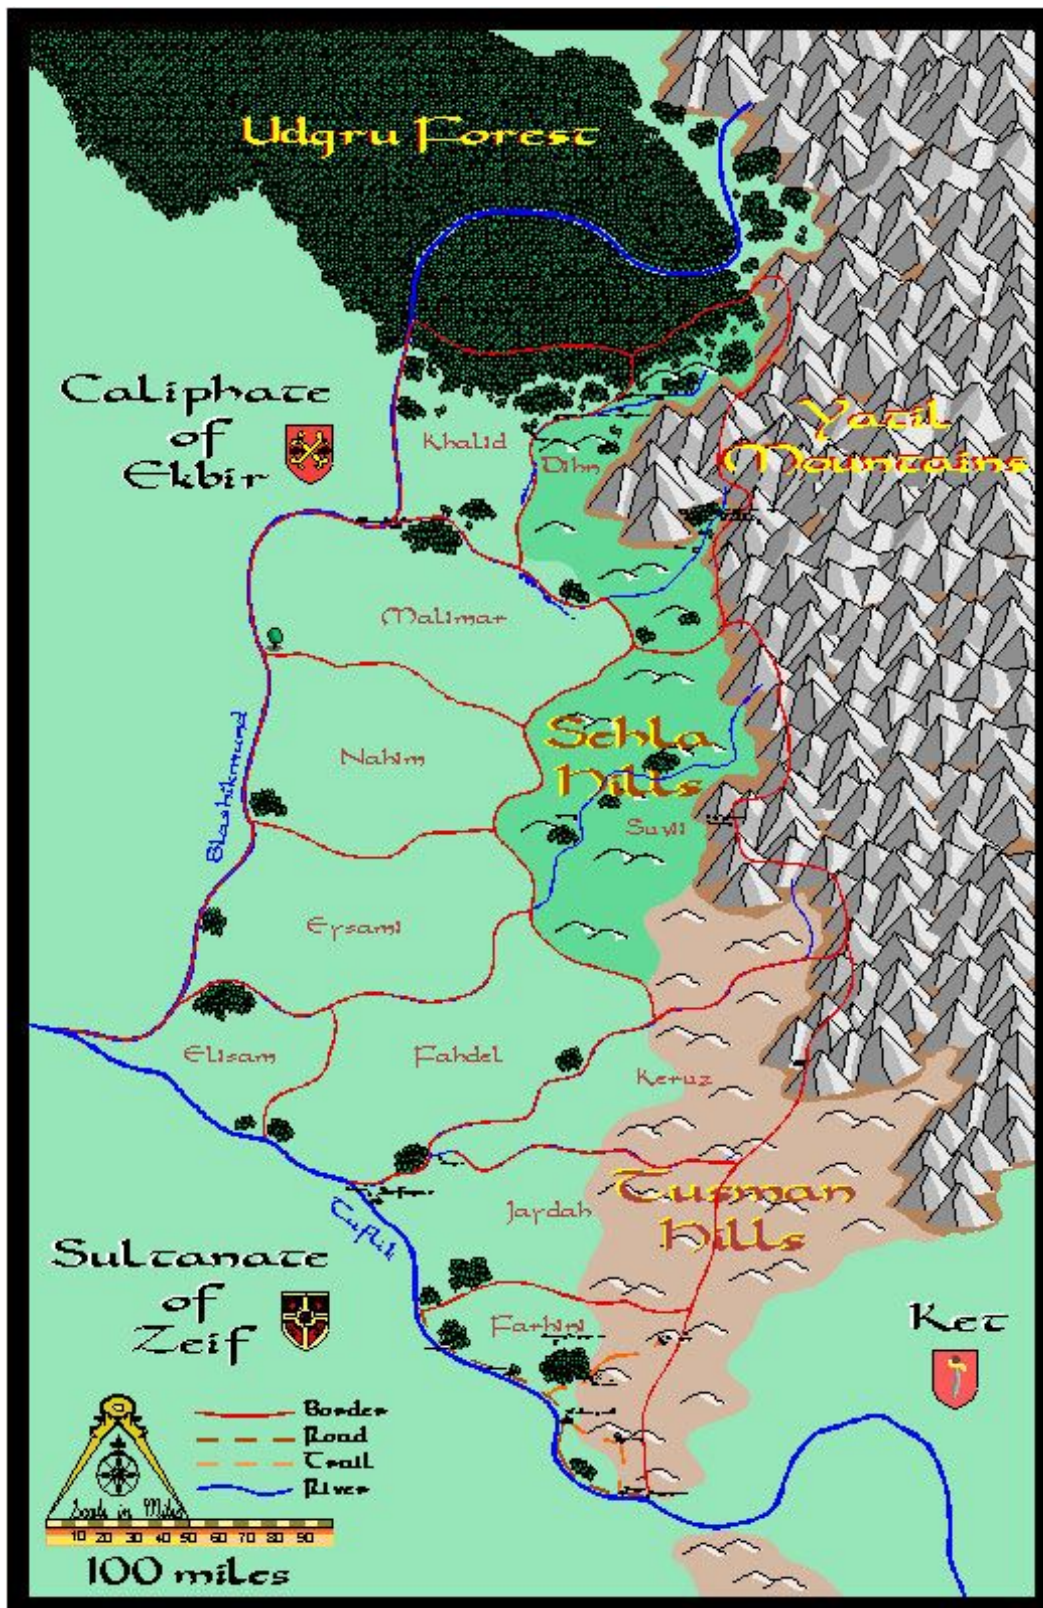 Udgru Forest
Caliphate
of
Ekbir
Khalid
Dihn
Yatil
Mountains
Malimar
Nahim
Sehla
Hills
Suyli
Blashikmund
Eysami
Elisam
Fahdel
Keruz
Tusman
Hills
Jaydah
Tuflik
Sultanate
of
Zeif
Farhini
Ket
Border
Road
Trail
River
Scale in Miles
10 20 30 40 50 60 70 80 90
100 miles